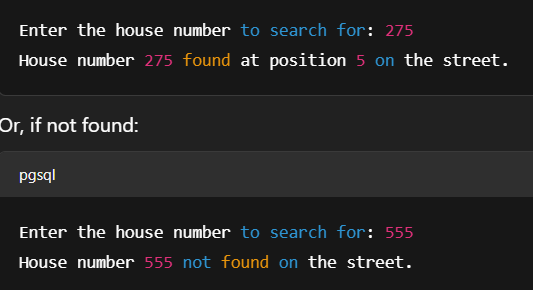 Enter the house number to search for: 275
House number 275 found at position 5 on the street.
Or, if not found:
pgsql
Enter the house number to search for: 555
House number 555 not found on the street.